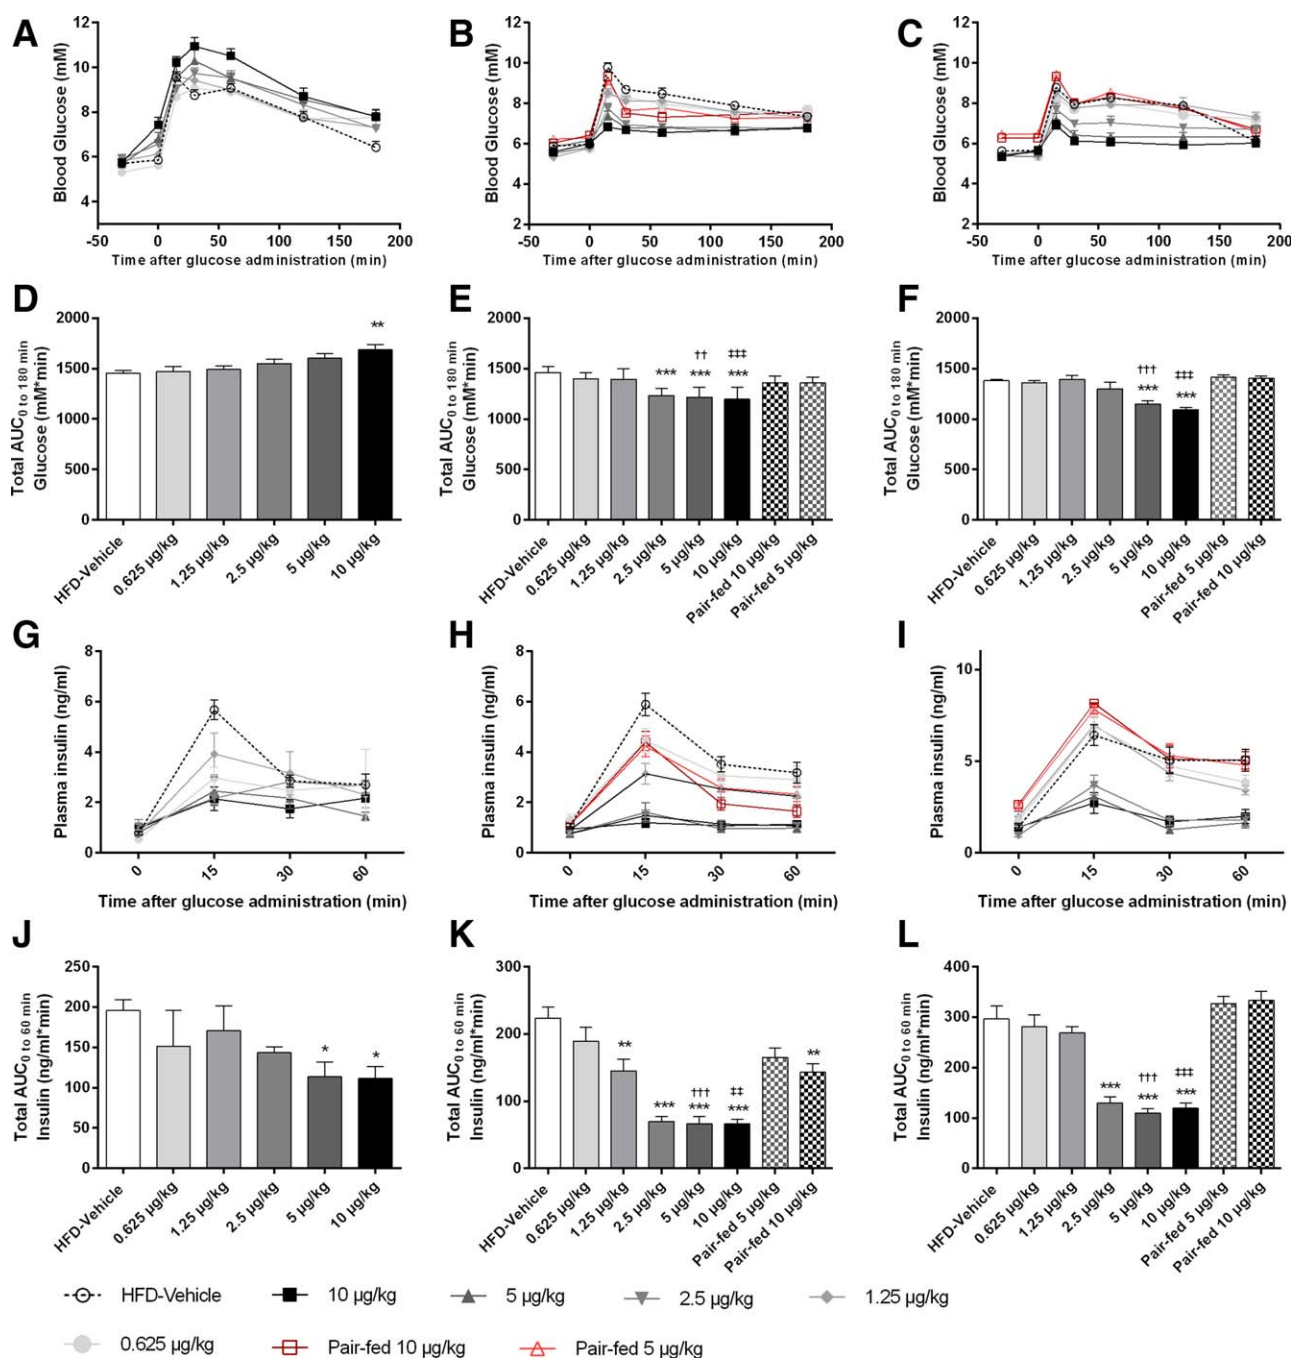 A
B
C
12
10
8
6
4
Blood Glucose (mM)
-50 0 50 100 150 200
Time after glucose administration (min)
12
10
8
6
4
2
Blood Glucose (mM)
-50 0 50 100 150 200
Time after glucose administration (min)
12
10
8
6
4
2
Blood Glucose (mM)
-50 0 50 100 150 200
Time after glucose administration (min)
D
E
F
2000
1500
1000
500
0
Total AUC0 to 180 min
Glucose (mM*min)
**
HFD-Vehicle
0.625 µg/kg
1.25 µg/kg
2.5 µg/kg
5 µg/kg
10 µg/kg
2000
1500
1000
500
0
Total AUC0 to 180 min
Glucose (mM*min)
***
††
***
‡‡‡
***
HFD-Vehicle
0.625 µg/kg
1.25 µg/kg
2.5 µg/kg
5 µg/kg
10 µg/kg
Pair-fed 10 µg/kg
Pair-fed 5 µg/kg
2000
1500
1000
500
0
Total AUC0 to 180 min
Glucose (mM*min)
†††
***
‡‡‡
***
HFD-Vehicle
0.625 µg/kg
1.25 µg/kg
2.5 µg/kg
5 µg/kg
10 µg/kg
Pair-fed 5 µg/kg
Pair-fed 10 µg/kg
G
H
I
8
6
4
2
0
Plasma insulin (ng/ml)
0 15 30 60
Time after glucose administration (min)
8
6
4
2
0
Plasma insulin (ng/ml)
0 15 30 60
Time after glucose administration (min)
10
5
0
Plasma insulin (ng/ml)
0 15 30 60
Time after glucose administration (min)
J
K
L
250
200
150
100
50
0
Total AUC0 to 60 min
Insulin (ng/ml*min)
*
*
HFD-Vehicle
0.625 µg/kg
1.25 µg/kg
2.5 µg/kg
5 µg/kg
10 µg/kg
300
200
100
0
Total AUC0 to 60 min
Insulin (ng/ml*min)
**
***
†††
***
‡‡
***
**
HFD-Vehicle
0.625 µg/kg
1.25 µg/kg
2.5 µg/kg
5 µg/kg
10 µg/kg
Pair-fed 5 µg/kg
Pair-fed 10 µg/kg
400
300
200
100
0
Total AUC0 to 60 min
Insulin (ng/ml*min)
***
†††
***
‡‡‡
***
HFD-Vehicle
0.625 µg/kg
1.25 µg/kg
2.5 µg/kg
5 µg/kg
10 µg/kg
Pair-fed 5 µg/kg
Pair-fed 10 µg/kg
HFD-Vehicle 10 µg/kg 5 µg/kg 2.5 µg/kg 1.25 µg/kg
0.625 µg/kg Pair-fed 10 µg/kg Pair-fed 5 µg/kg